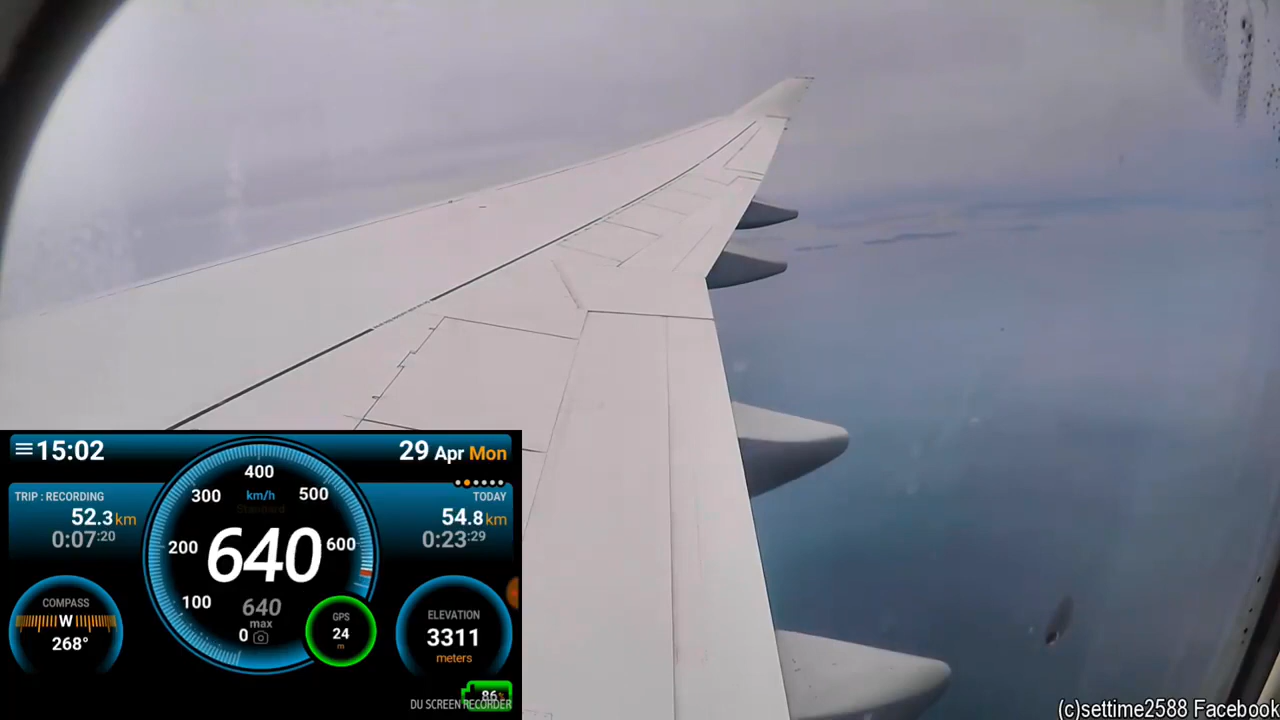 15:02
29 Apr Mon
TRIP : RECORDING
52.3 km
0:07:20
TODAY
54.8 km
0:23:29
400
300
km/h
500
Standard
200
640
600
100
640
max
0
GPS
24
m
COMPASS
W
268°
ELEVATION
3311
meters
86%
DU SCREEN RECORDER
(c)settime2588 Facebook